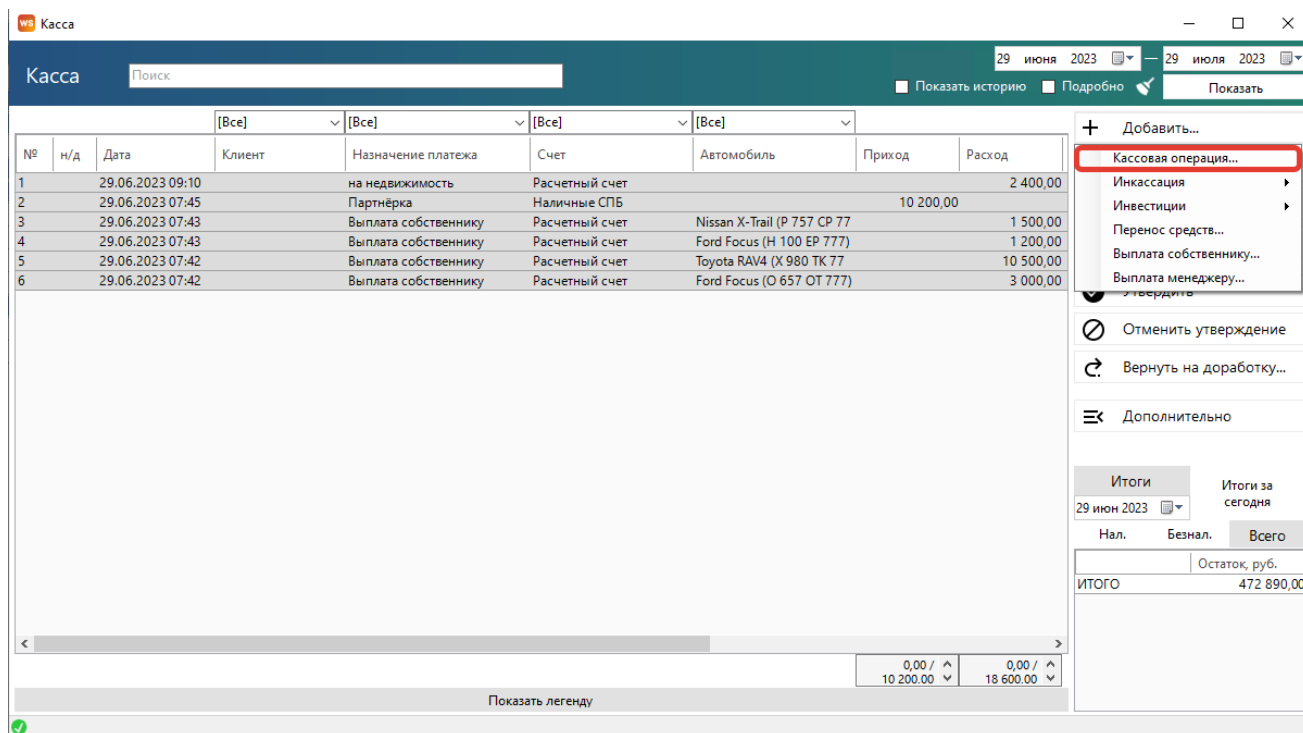 WS Касса
29 июня 2023 — 29 июля 2023
Касса Поиск
Показать историю Подробно Показать
[Все] [Все] [Все] [Все]
Добавить...
№ н/д Дата Клиент Назначение платежа Счет Автомобиль Приход Расход
1 29.06.2023 09:10 на недвижимость Расчетный счет 2 400,00
2 29.06.2023 07:45 Партнёрка Наличные СПБ 10 200,00
3 29.06.2023 07:43 Выплата собственнику Расчетный счет Nissan X-Trail (Р 757 СР 77 1 500,00
4 29.06.2023 07:43 Выплата собственнику Расчетный счет Ford Focus (Н 100 ЕР 777) 1 200,00
5 29.06.2023 07:42 Выплата собственнику Расчетный счет Toyota RAV4 (Х 980 ТК 77 10 500,00
6 29.06.2023 07:42 Выплата собственнику Расчетный счет Ford Focus (О 657 ОТ 777) 3 000,00
Кассовая операция...
Инкассация
Инвестиции
Перенос средств...
Выплата собственнику...
Выплата менеджеру...
Утвердить
Отменить утверждение
Вернуть на доработку...
Дополнительно
Итоги
Итоги за
сегодня
29 июн 2023
Нал. Безнал. Всего
Остаток, руб.
ИТОГО 472 890,00
0,00 / 0,00 /
10 200.00 18 600.00
Показать легенду